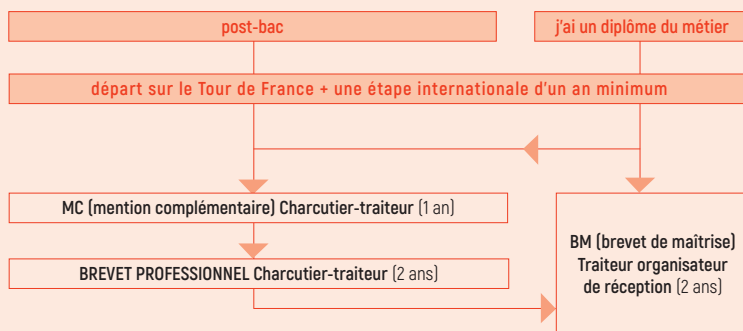 post-bac
j'ai un diplôme du métier
départ sur le Tour de France + une étape internationale d'un an minimum
MC (mention complémentaire) Charcutier-traiteur (1 an)
BREVET PROFESSIONNEL Charcutier-traiteur (2 ans)
BM (brevet de maîtrise)
Traiteur organisateur
de réception (2 ans)